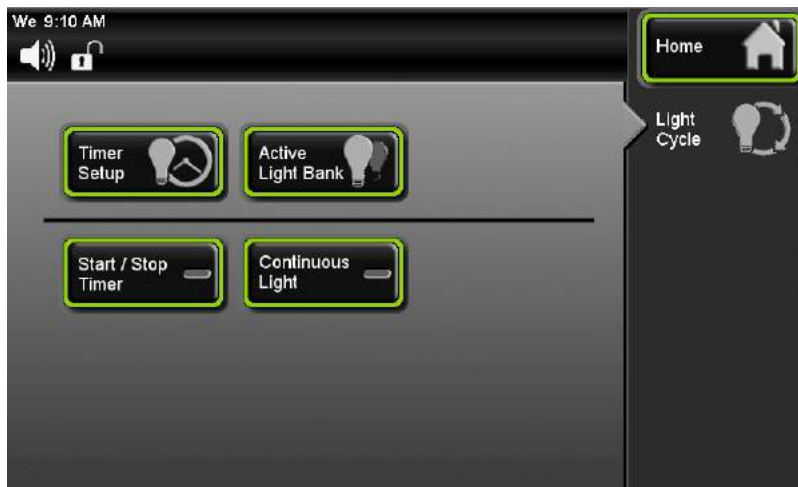 We 9:10 AM
Home
Light
Cycle
Timer
Setup
Active
Light Bank
Start / Stop
Timer
Continuous
Light